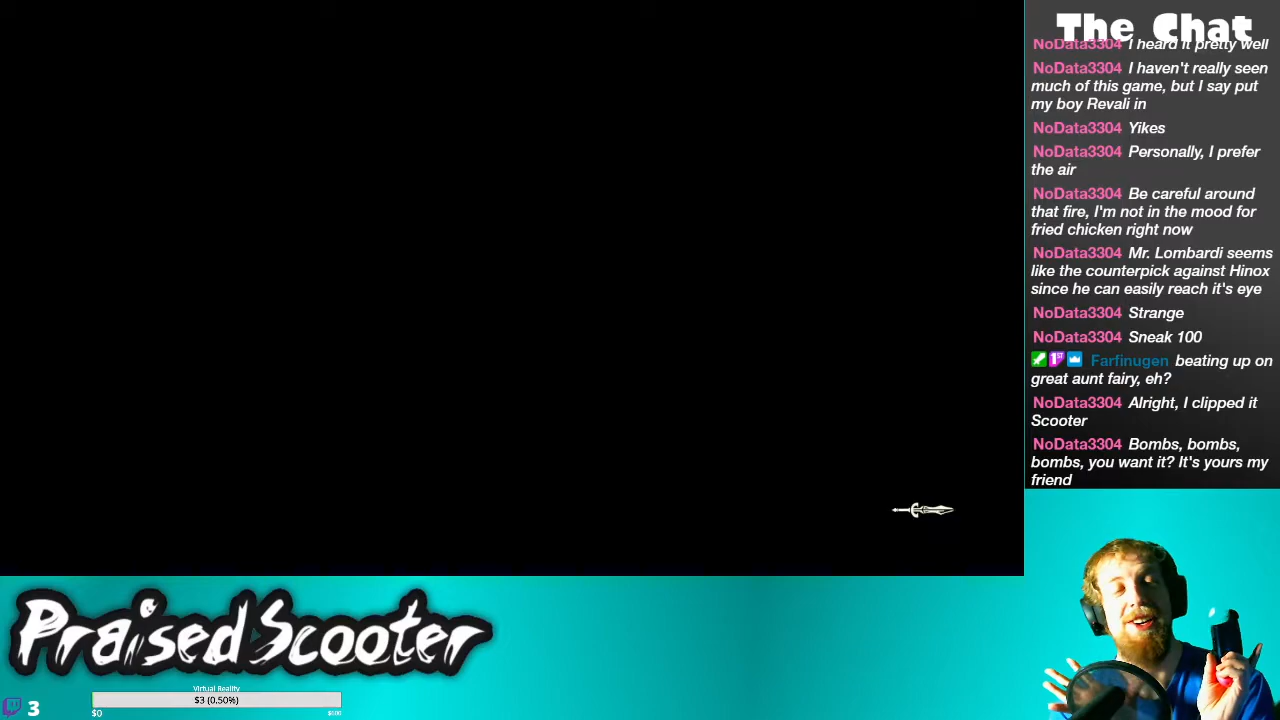 The Chat
NoData3304 I heard it pretty well
NoData3304 I haven't really seen
much of this game, but I say put
my boy Revali in
NoData3304 Yikes
NoData3304 Personally, I prefer
the air
NoData3304 Be careful around
that fire, I'm not in the mood for
fried chicken right now
NoData3304 Mr. Lombardi seems
like the counterpick against Hinox
since he can easily reach it's eye
NoData3304 Strange
NoData3304 Sneak 100
1ST Farfinugen beating up on
great aunt fairy, eh?
NoData3304 Alright, I clipped it
Scooter
NoData3304 Bombs, bombs,
bombs, you want it? It's yours my
friend
PraisedScooter
Virtual Reality
$3 (0.50%)
3
$0
$600